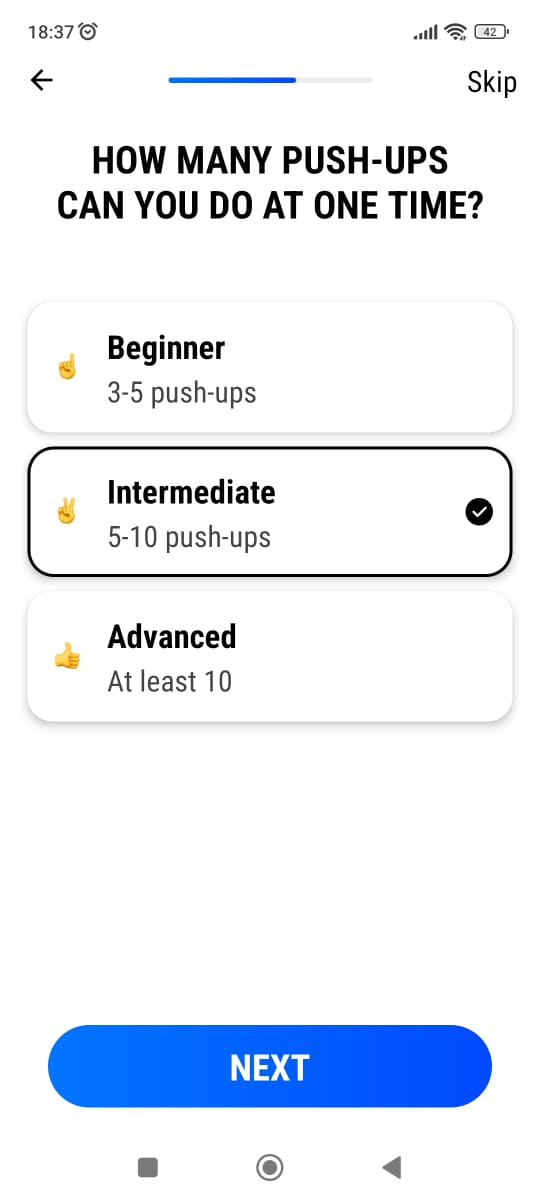 18:37
42
Skip
HOW MANY PUSH-UPS
CAN YOU DO AT ONE TIME?
Beginner
3-5 push-ups
Intermediate
5-10 push-ups
Advanced
At least 10
NEXT